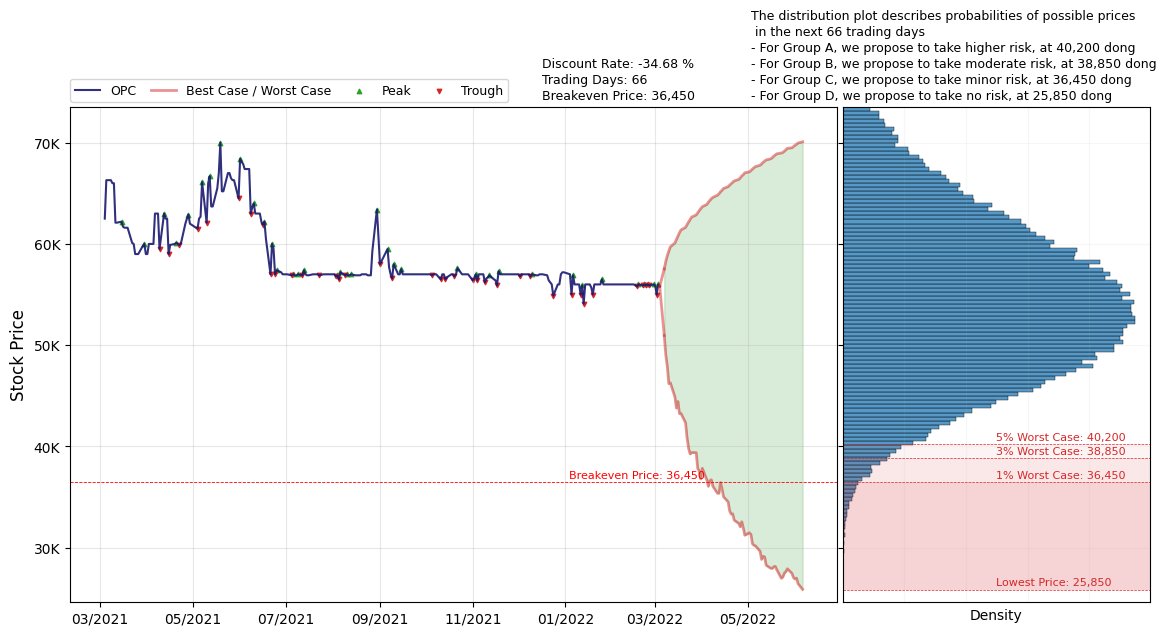 The distribution plot describes probabilities of possible prices
in the next 66 trading days
- For Group A, we propose to take higher risk, at 40,200 dong
- For Group B, we propose to take moderate risk, at 38,850 dong
- For Group C, we propose to take minor risk, at 36,450 dong
- For Group D, we propose to take no risk, at 25,850 dong
Discount Rate: -34.68 %
Trading Days: 66
Breakeven Price: 36,450
OPC
Best Case / Worst Case
Peak
Trough
Stock Price
70K
60K
50K
40K
30K
Breakeven Price: 36,450
03/2021
05/2021
07/2021
09/2021
11/2021
01/2022
03/2022
05/2022
5% Worst Case: 40,200
3% Worst Case: 38,850
1% Worst Case: 36,450
Lowest Price: 25,850
Density